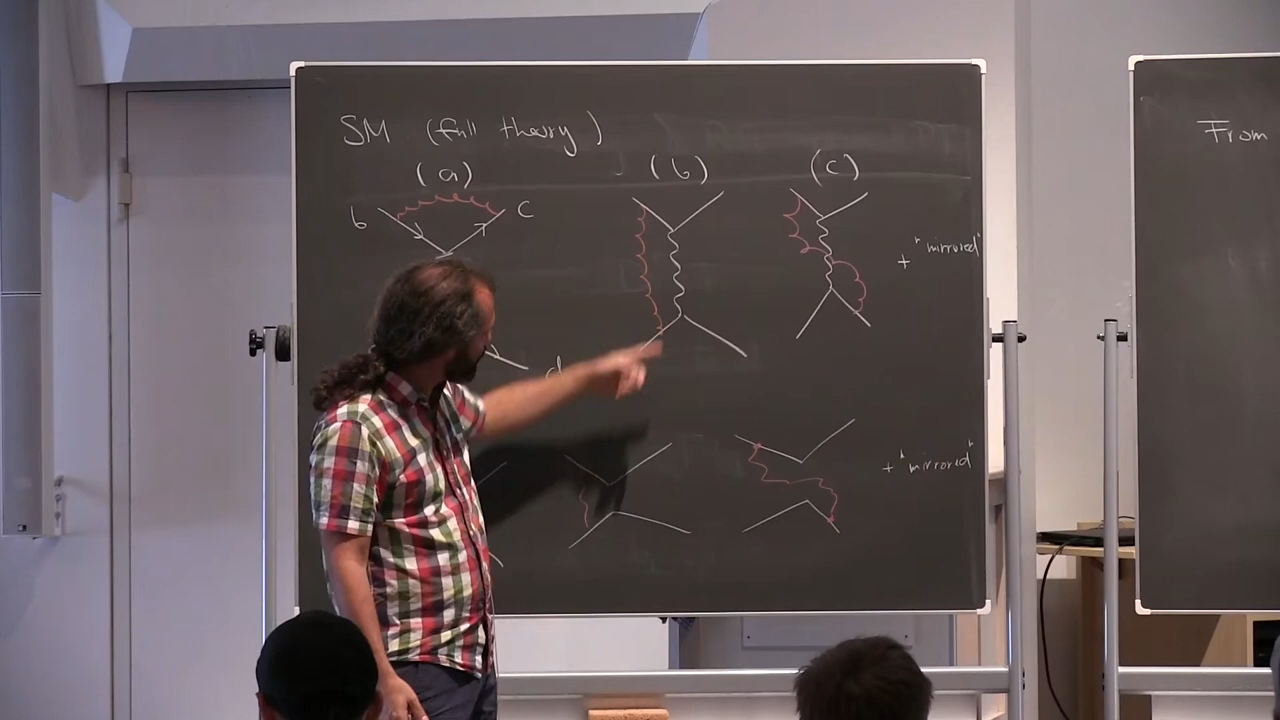 SM (full theory)
(a) (b) (c)
b c
+ "mirrored"
d
+ "mirrored"
From